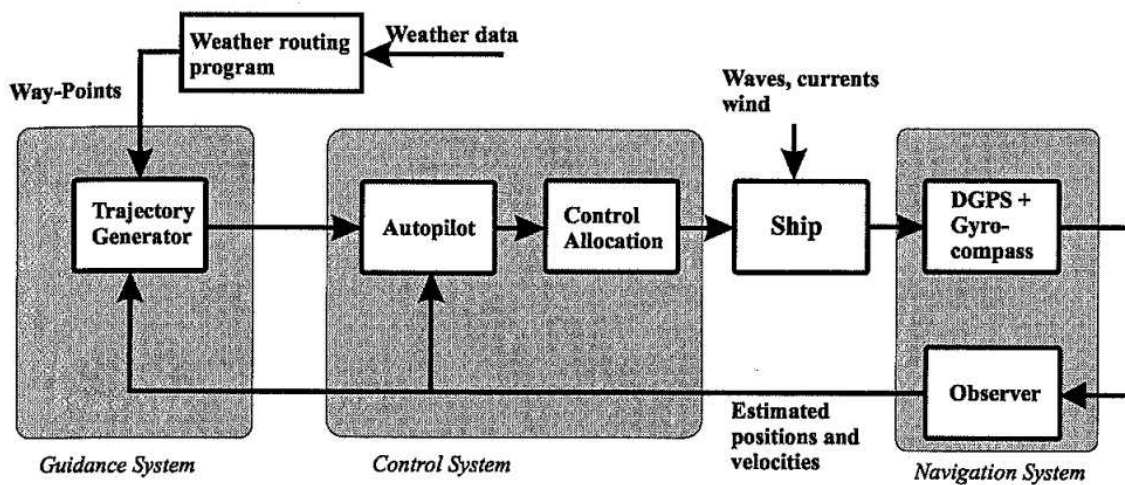 Weather routing
program
Weather data
Way-Points
Waves, currents
wind
Trajectory
Generator
Autopilot
Control
Allocation
Ship
DGPS +
Gyro-
compass
Observer
Estimated
positions and
velocities
Guidance System
Control System
Navigation System